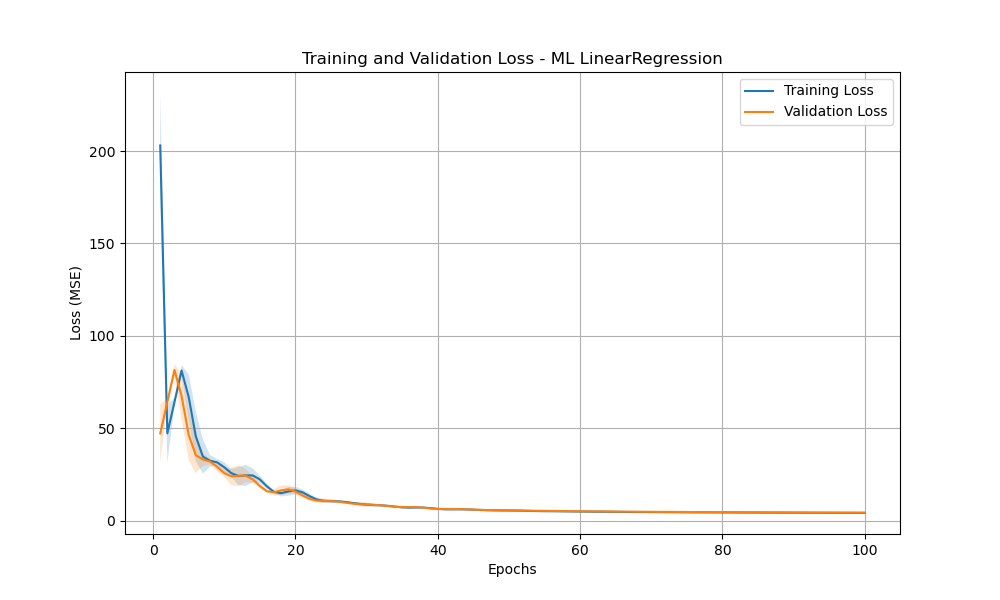 Training and Validation Loss - ML LinearRegression
Training Loss
Validation Loss
200
150
100
50
0
Loss (MSE)
0 20 40 60 80 100
Epochs